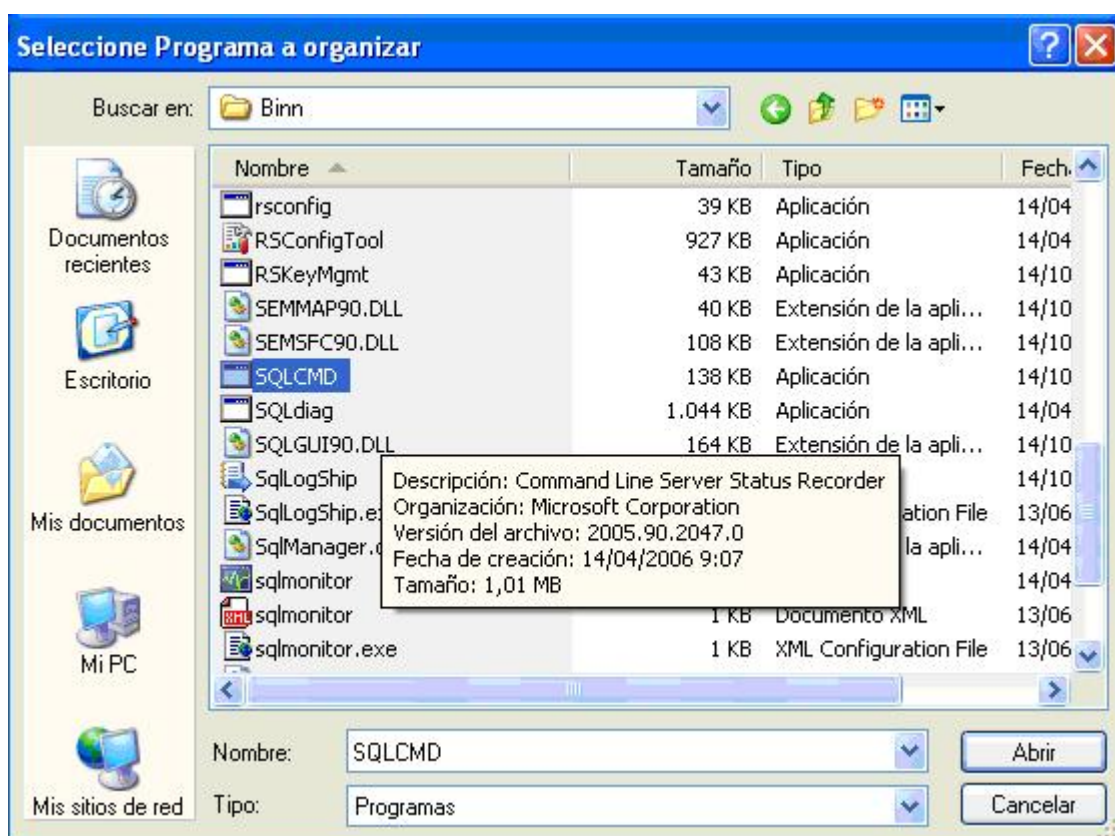 Seleccione Programa a organizar
Buscar en: Binn
Nombre Tamaño Tipo Fech
rsconfig 39 KB Aplicación 14/04
RSConfigTool 927 KB Aplicación 14/04
RSKeyMgmt 43 KB Aplicación 14/10
SEMMAP90.DLL 40 KB Extensión de la apli... 14/10
SEMSFC90.DLL 108 KB Extensión de la apli... 14/10
SQLCMD 138 KB Aplicación 14/10
SQLdiag 1.044 KB Aplicación 14/04
SQLGUI90.DLL 164 KB Extensión de la apli... 14/10
SqlLogShip 14/10
SqlLogShip.e ation File 13/06
SqlManager. la apli... 14/04
sqlmonitor 14/04
sqlmonitor 1 KB Documento XML 13/06
sqlmonitor.exe 1 KB XML Configuration File 13/06
Descripción: Command Line Server Status Recorder
Organización: Microsoft Corporation
Versión del archivo: 2005.90.2047.0
Fecha de creación: 14/04/2006 9:07
Tamaño: 1,01 MB
Documentos
recientes
Escritorio
Mis documentos
Mi PC
Mis sitios de red
Nombre: SQLCMD Abrir
Tipo: Programas Cancelar